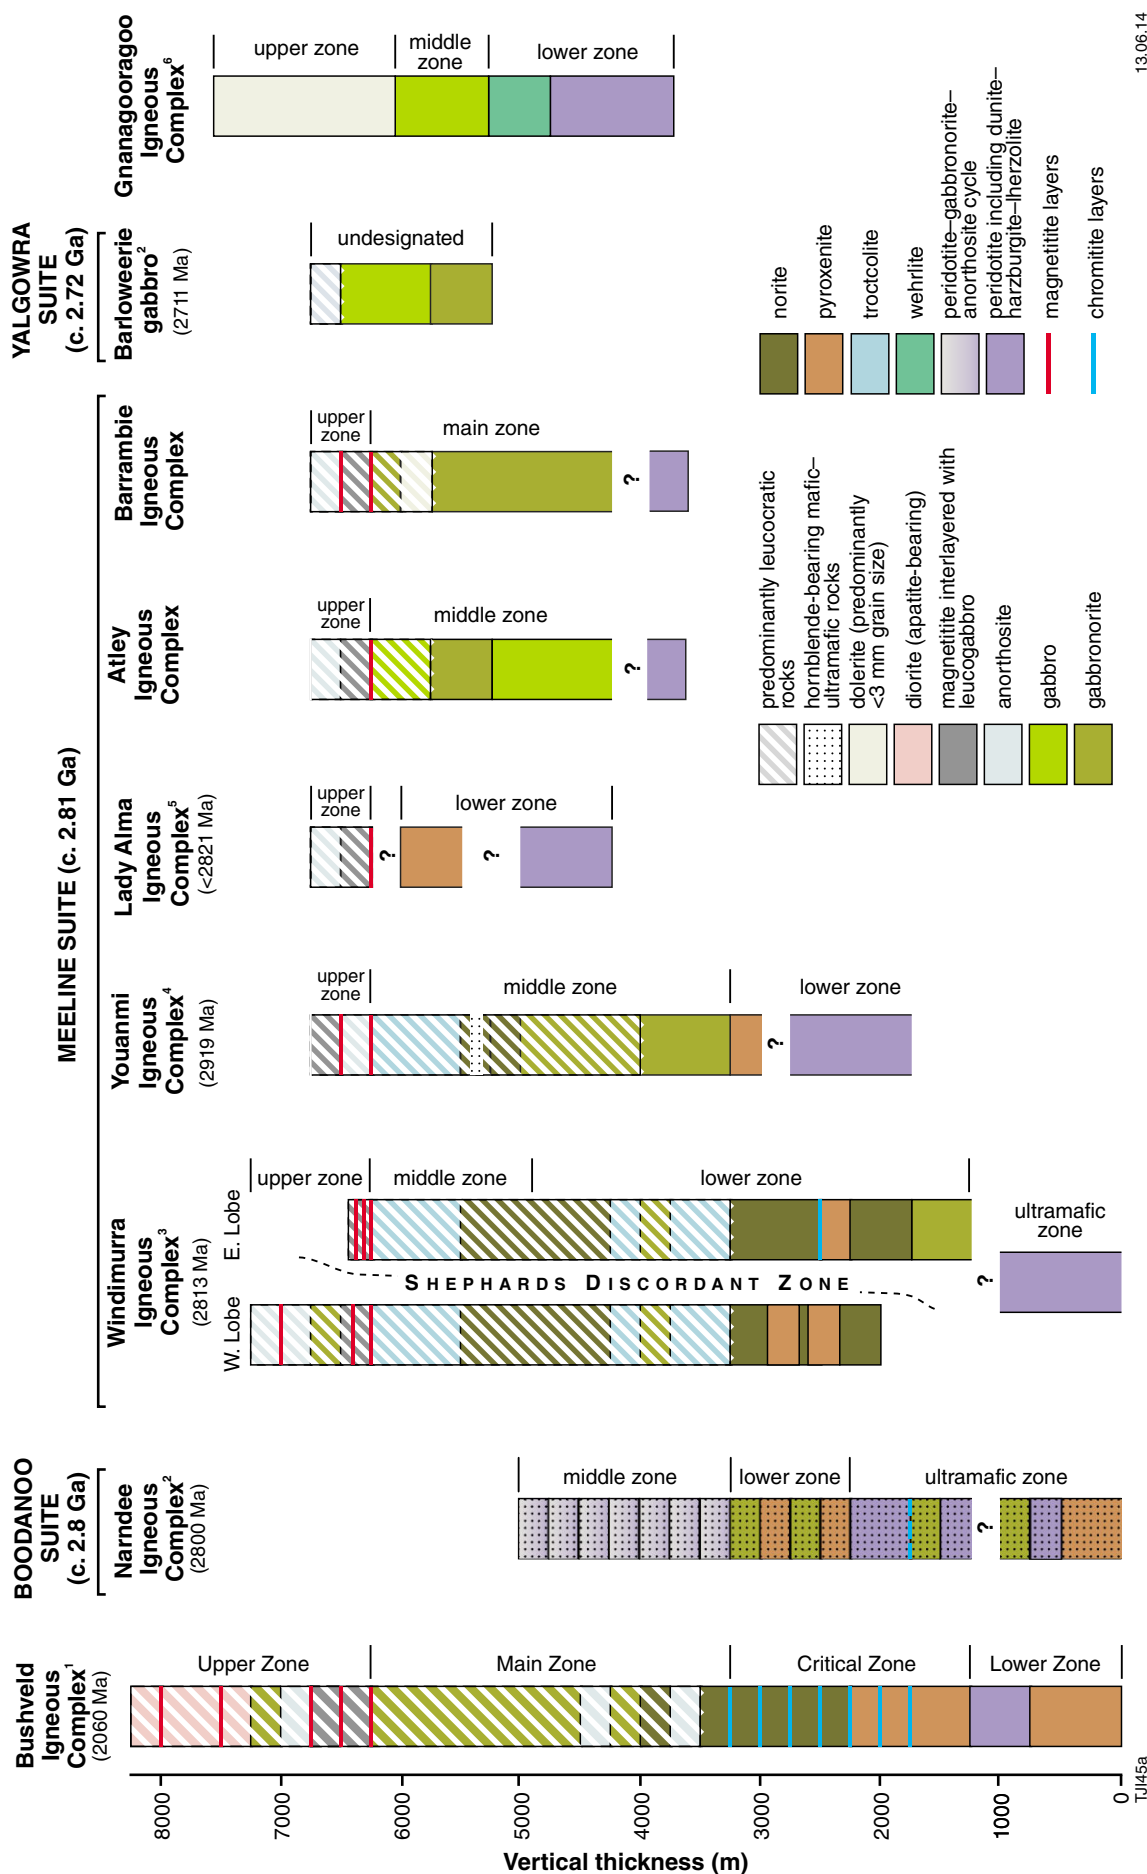 Vertical thickness (m)
8000
7000
6000
5000
4000
3000
2000
1000
0
Bushveld
Igneous
Complex1
(2060 Ma)
Upper Zone
Main Zone
Critical Zone
Lower Zone
BOODANOO
SUITE
(c. 2.8 Ga)
Narndee
Igneous
Complex2
(2800 Ma)
middle zone
lower zone
ultramafic zone
?
MEELINE SUITE (c. 2.81 Ga)
Windimurra
Igneous
Complex3
(2813 Ma)
W. Lobe
E. Lobe
SHEPHARDS DISCORDANT ZONE
upper zone
middle zone
lower zone
?
ultramafic
zone
Youanmi
Igneous
Complex4
(2919 Ma)
upper
zone
middle zone
lower zone
?
Lady Alma
Igneous
Complex5
(<2821 Ma)
upper
zone
lower zone
?
?
Atley
Igneous
Complex
upper
zone
middle zone
?
Barrambie
Igneous
Complex
upper
zone
main zone
?
YALGOWRA
SUITE
(c. 2.72 Ga)
Barloweerie
gabbro2
(2711 Ma)
undesignated
Gnanagooragoo
Igneous
Complex6
upper zone
middle
zone
lower zone
predominantly leucocratic
rocks
hornblende-bearing mafic–
ultramafic rocks
dolerite (predominantly
<3 mm grain size)
diorite (apatite-bearing)
magnetitite interlayered with
leucogabbro
anorthosite
gabbro
gabbronorite
norite
pyroxenite
troctcolite
wehrlite
peridotite–gabbronorite–
anorthosite cycle
peridotite including dunite–
harzburgite–lherzolite
magnetitite layers
chromitite layers
TJI45a
13.06.14